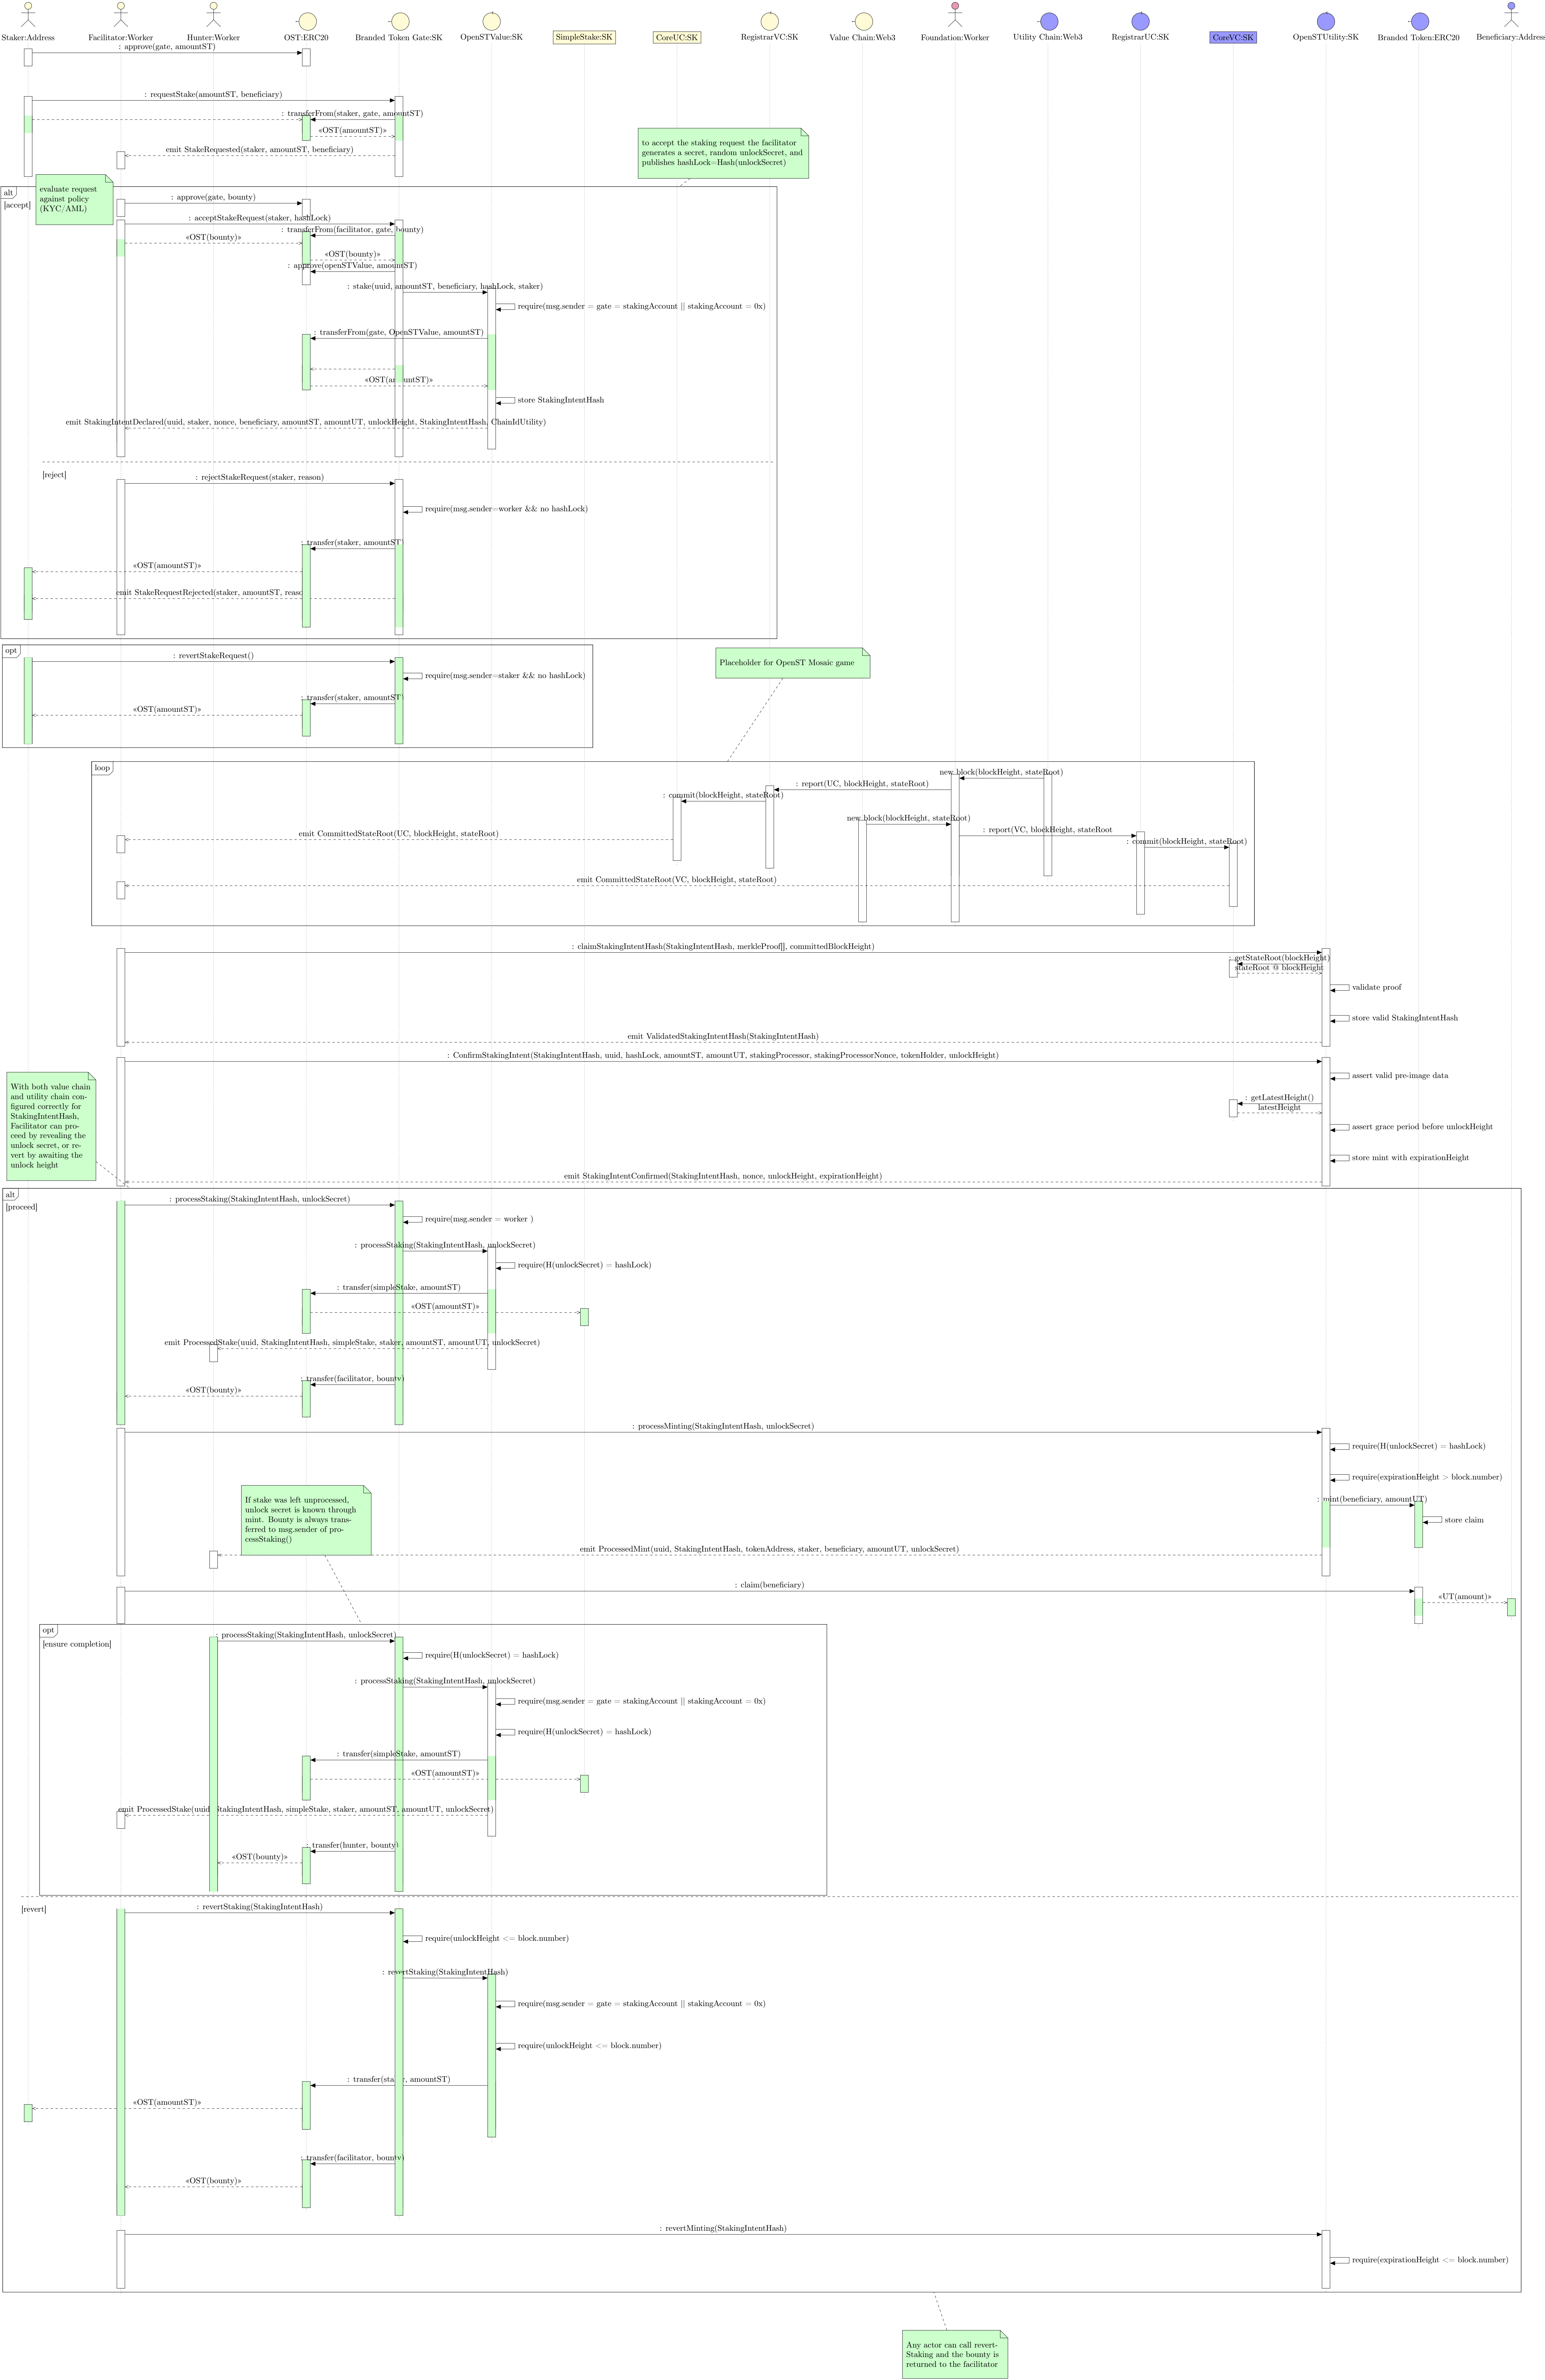 Staker:Address
Facilitator:Worker
Hunter:Worker
OST:ERC20
Branded Token Gate:SK
OpenSTValue:SK
SimpleStake:SK
CoreUC:SK
RegistrarVC:SK
Value Chain:Web3
Foundation:Worker
Utility Chain:Web3
RegistrarUC:SK
CoreVC:SK
OpenSTUtility:SK
Branded Token:ERC20
Beneficiary:Address
: approve(gate, amountST)
: requestStake(amountST, beneficiary)
: transferFrom(staker, gate, amountST)
«OST(amountST)»
emit StakeRequested(staker, amountST, beneficiary)
to accept the staking request the facilitator
generates a secret, random unlockSecret, and
publishes hashLock=Hash(unlockSecret)
alt
[accept]
evaluate request
against policy
(KYC/AML)
: approve(gate, bounty)
: acceptStakeRequest(staker, hashLock)
: transferFrom(facilitator, gate, bounty)
«OST(bounty)»
«OST(bounty)»
: approve(openSTValue, amountST)
: stake(uuid, amountST, beneficiary, hashLock, staker)
require(msg.sender = gate = stakingAccount || stakingAccount = 0x)
: transferFrom(gate, OpenSTValue, amountST)
«OST(amountST)»
store StakingIntentHash
emit StakingIntentDeclared(uuid, staker, nonce, beneficiary, amountST, amountUT, unlockHeight, StakingIntentHash, ChainIdUtility)
[reject]
: rejectStakeRequest(staker, reason)
require(msg.sender=worker && no hashLock)
: transfer(staker, amountST)
«OST(amountST)»
emit StakeRequestRejected(staker, amountST, reaso
opt
: revertStakeRequest()
require(msg.sender=staker && no hashLock)
: transfer(staker, amountST)
«OST(amountST)»
Placeholder for OpenST Mosaic game
loop
new block(blockHeight, stateRoot)
: report(UC, blockHeight, stateRoot)
: commit(blockHeight, stateRoot)
new block(blockHeight, stateRoot)
: report(VC, blockHeight, stateRoot
emit CommittedStateRoot(UC, blockHeight, stateRoot)
: commit(blockHeight, stateRoot)
emit CommittedStateRoot(VC, blockHeight, stateRoot)
: claimStakingIntentHash(StakingIntentHash, merkleProof[], committedBlockHeight)
: getStateRoot(blockHeight)
stateRoot @ blockHeight
validate proof
store valid StakingIntentHash
emit ValidatedStakingIntentHash(StakingIntentHash)
: ConfirmStakingIntent(StakingIntentHash, uuid, hashLock, amountST, amountUT, stakingProcessor, stakingProcessorNonce, tokenHolder, unlockHeight)
assert valid pre-image data
: getLatestHeight()
latestHeight
assert grace period before unlockHeight
store mint with expirationHeight
emit StakingIntentConfirmed(StakingIntentHash, nonce, unlockHeight, expirationHeight)
With both value chain
and utility chain con-
figured correctly for
StakingIntentHash,
Facilitator can pro-
ceed by revealing the
unlock secret, or re-
vert by awaiting the
unlock height
alt
[proceed]
: processStaking(StakingIntentHash, unlockSecret)
require(msg.sender = worker )
: processStaking(StakingIntentHash, unlockSecret)
require(H(unlockSecret) = hashLock)
: transfer(simpleStake, amountST)
«OST(amountST)»
emit ProcessedStake(uuid, StakingIntentHash, simpleStake, staker, amountST, amountUT, unlockSecret)
: transfer(facilitator, bounty)
«OST(bounty)»
: processMinting(StakingIntentHash, unlockSecret)
require(H(unlockSecret) = hashLock)
require(expirationHeight > block.number)
: mint(beneficiary, amountUT)
store claim
If stake was left unprocessed,
unlock secret is known through
mint. Bounty is always trans-
ferred to msg.sender of pro-
cessStaking()
emit ProcessedMint(uuid, StakingIntentHash, tokenAddress, staker, beneficiary, amountUT, unlockSecret)
: claim(beneficiary)
«UT(amount)»
opt
[ensure completion]
: processStaking(StakingIntentHash, unlockSecret)
require(H(unlockSecret) = hashLock)
: processStaking(StakingIntentHash, unlockSecret)
require(msg.sender = gate = stakingAccount || stakingAccount = 0x)
require(H(unlockSecret) = hashLock)
: transfer(simpleStake, amountST)
«OST(amountST)»
emit ProcessedStake(uuid, StakingIntentHash, simpleStake, staker, amountST, amountUT, unlockSecret)
: transfer(hunter, bounty)
«OST(bounty)»
[revert]
: revertStaking(StakingIntentHash)
require(unlockHeight <= block.number)
: revertStaking(StakingIntentHash)
require(msg.sender = gate = stakingAccount || stakingAccount = 0x)
require(unlockHeight <= block.number)
: transfer(staker, amountST)
«OST(amountST)»
: transfer(facilitator, bounty)
«OST(bounty)»
: revertMinting(StakingIntentHash)
require(expirationHeight <= block.number)
Any actor can call revert-
Staking and the bounty is
returned to the facilitator